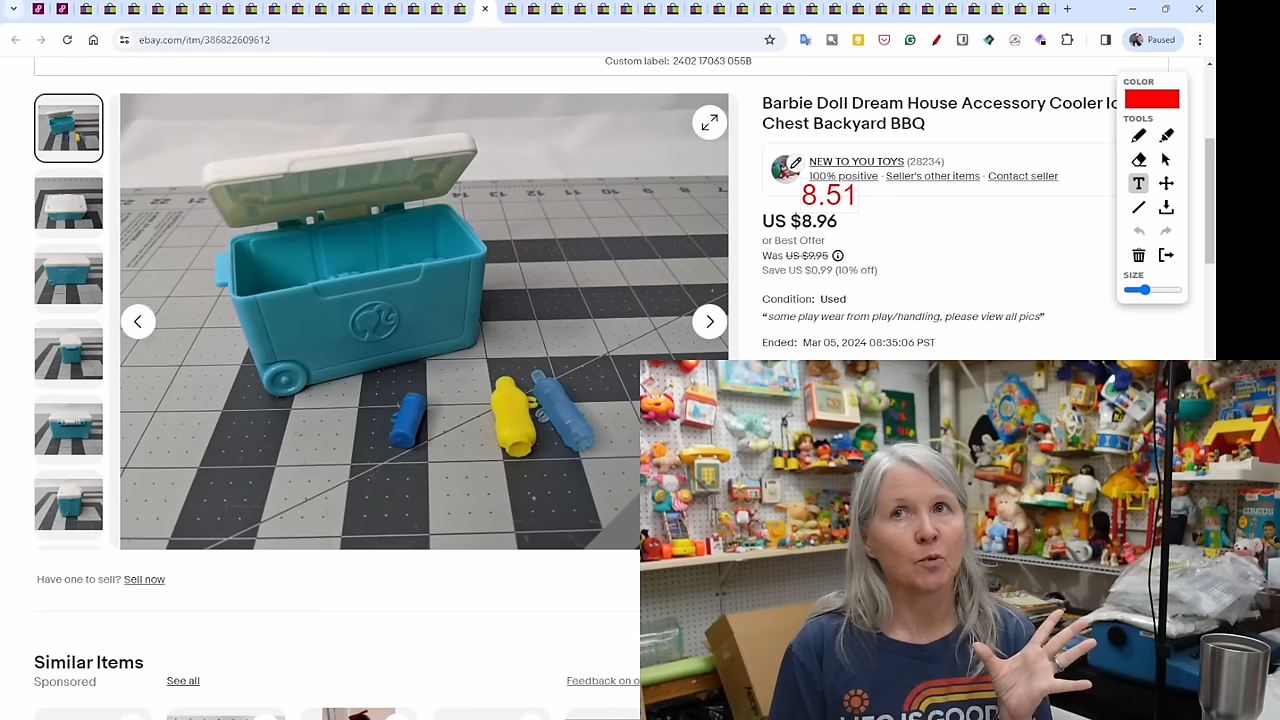 ebay.com/itm/386822609612
Paused
Custom label: 2402 17063 055B
Barbie Doll Dream House Accessory Cooler Ic
Chest Backyard BBQ
NEW TO YOU TOYS (28234)
100% positive · Seller's other items · Contact seller
8.51
US $8.96
or Best Offer
Was US $9.95
Save US $0.99 (10% off)
Condition: Used
"some play wear from play/handling, please view all pics"
Ended: Mar 05, 2024 08:35:06 PST
COLOR
TOOLS
T
SIZE
Have one to sell? Sell now
Similar Items
Sponsored
See all
Feedback on o
LIFE IS GOOD